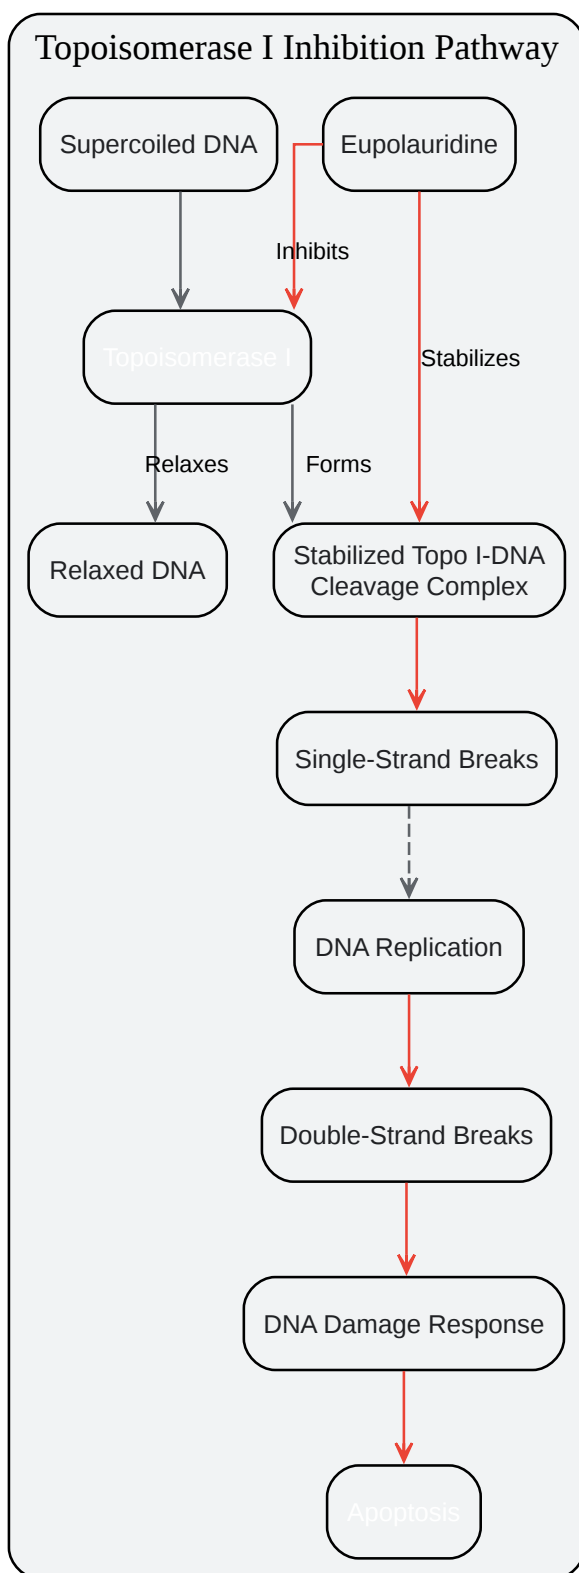 Topoisomerase I Inhibition Pathway
Supercoiled DNA
Eupolauridine
Inhibits
Topoisomerase I
Stabilizes
Relaxes
Forms
Relaxed DNA
Stabilized Topo I-DNA
Cleavage Complex
Single-Strand Breaks
DNA Replication
Double-Strand Breaks
DNA Damage Response
Apoptosis